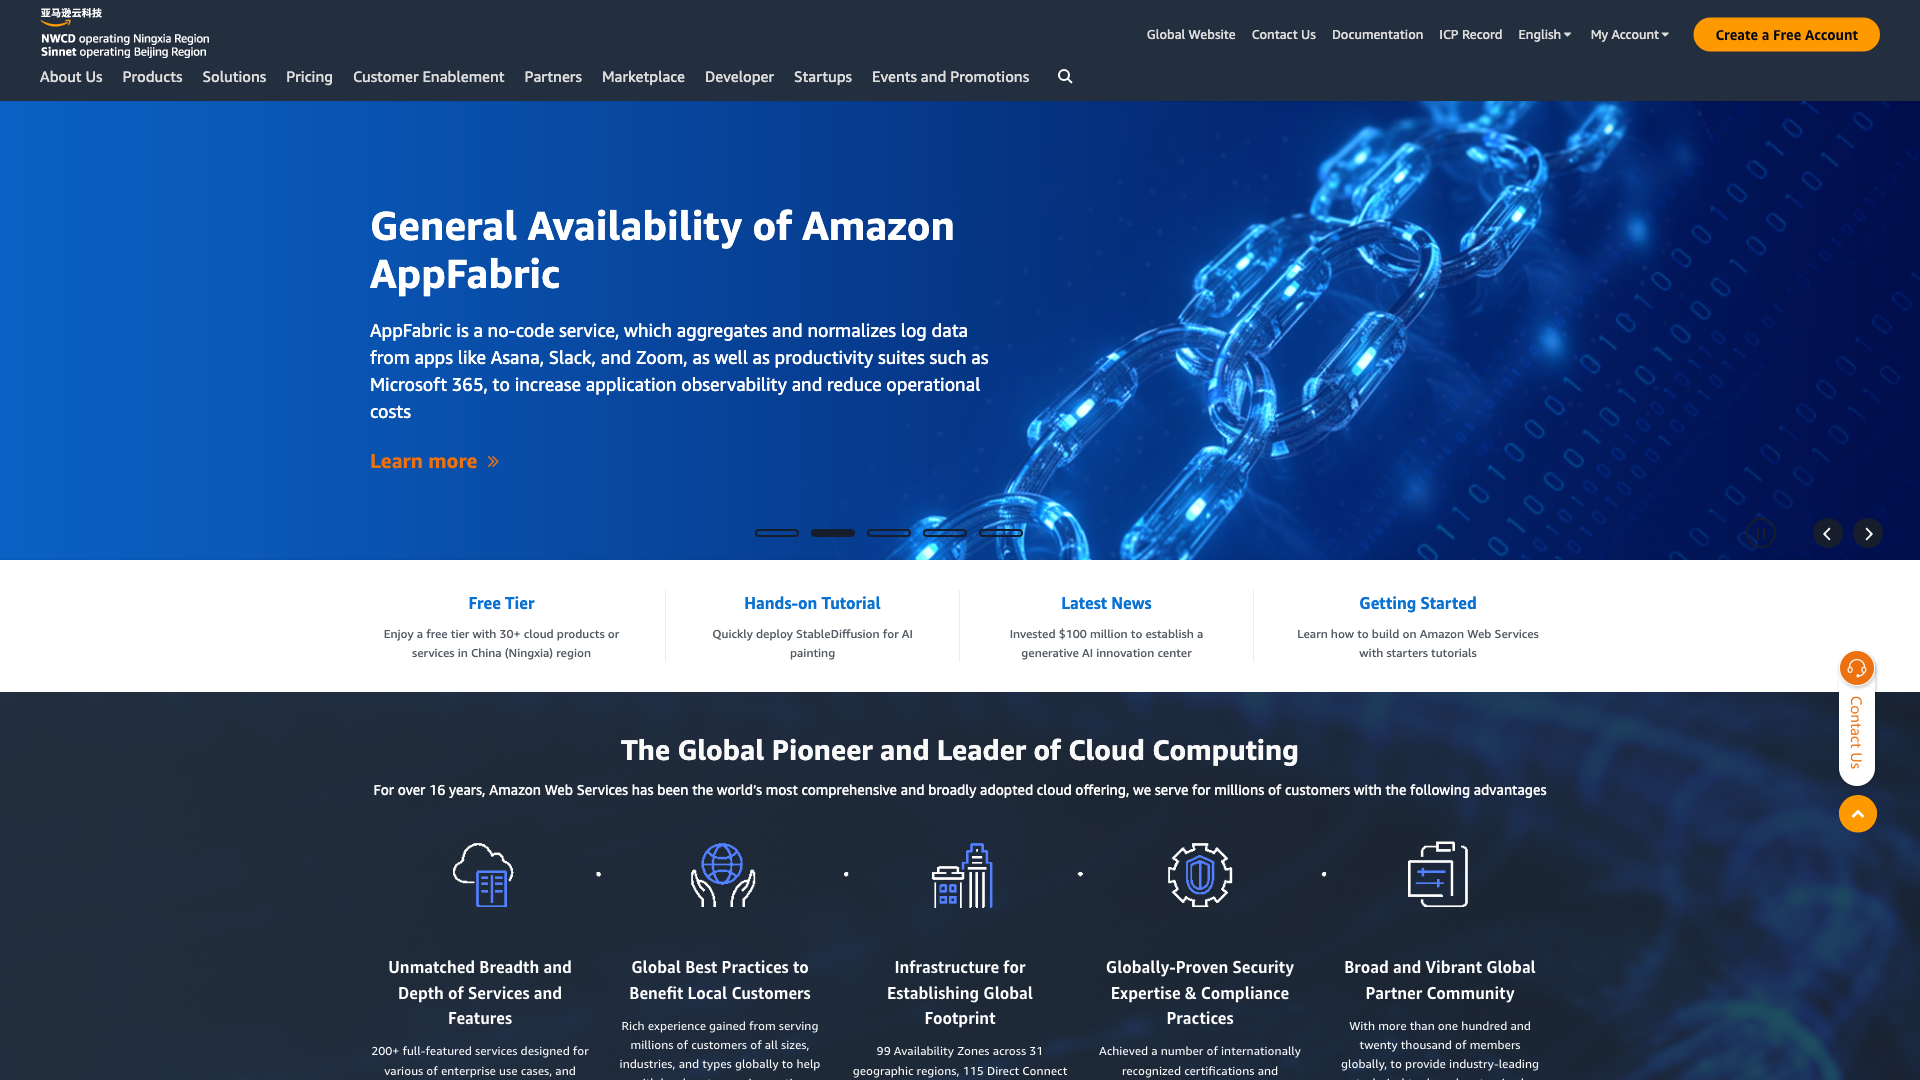 亚马逊云科技
NWCD operating Ningxia Region
Sinnet operating Beijing Region
Global Website Contact Us Documentation ICP Record English My Account Create a Free Account
About Us Products Solutions Pricing Customer Enablement Partners Marketplace Developer Startups Events and Promotions
General Availability of Amazon
AppFabric
AppFabric is a no-code service, which aggregates and normalizes log data
from apps like Asana, Slack, and Zoom, as well as productivity suites such as
Microsoft 365, to increase application observability and reduce operational
costs
Learn more
Free Tier
Enjoy a free tier with 30+ cloud products or
services in China (Ningxia) region
Hands-on Tutorial
Quickly deploy StableDiffusion for AI
painting
Latest News
Invested $100 million to establish a
generative AI innovation center
Getting Started
Learn how to build on Amazon Web Services
with starters tutorials
Contact Us
The Global Pioneer and Leader of Cloud Computing
For over 16 years, Amazon Web Services has been the world's most comprehensive and broadly adopted cloud offering, we serve for millions of customers with the following advantages
Unmatched Breadth and
Depth of Services and
Features
200+ full-featured services designed for
various of enterprise use cases, and
Global Best Practices to
Benefit Local Customers
Rich experience gained from serving
millions of customers of all sizes,
industries, and types globally to help
Infrastructure for
Establishing Global
Footprint
99 Availability Zones across 31
geographic regions, 115 Direct Connect
Globally-Proven Security
Expertise & Compliance
Practices
Achieved a number of internationally
recognized certifications and
Broad and Vibrant Global
Partner Community
With more than one hundred and
twenty thousand of members
globally, to provide industry-leading